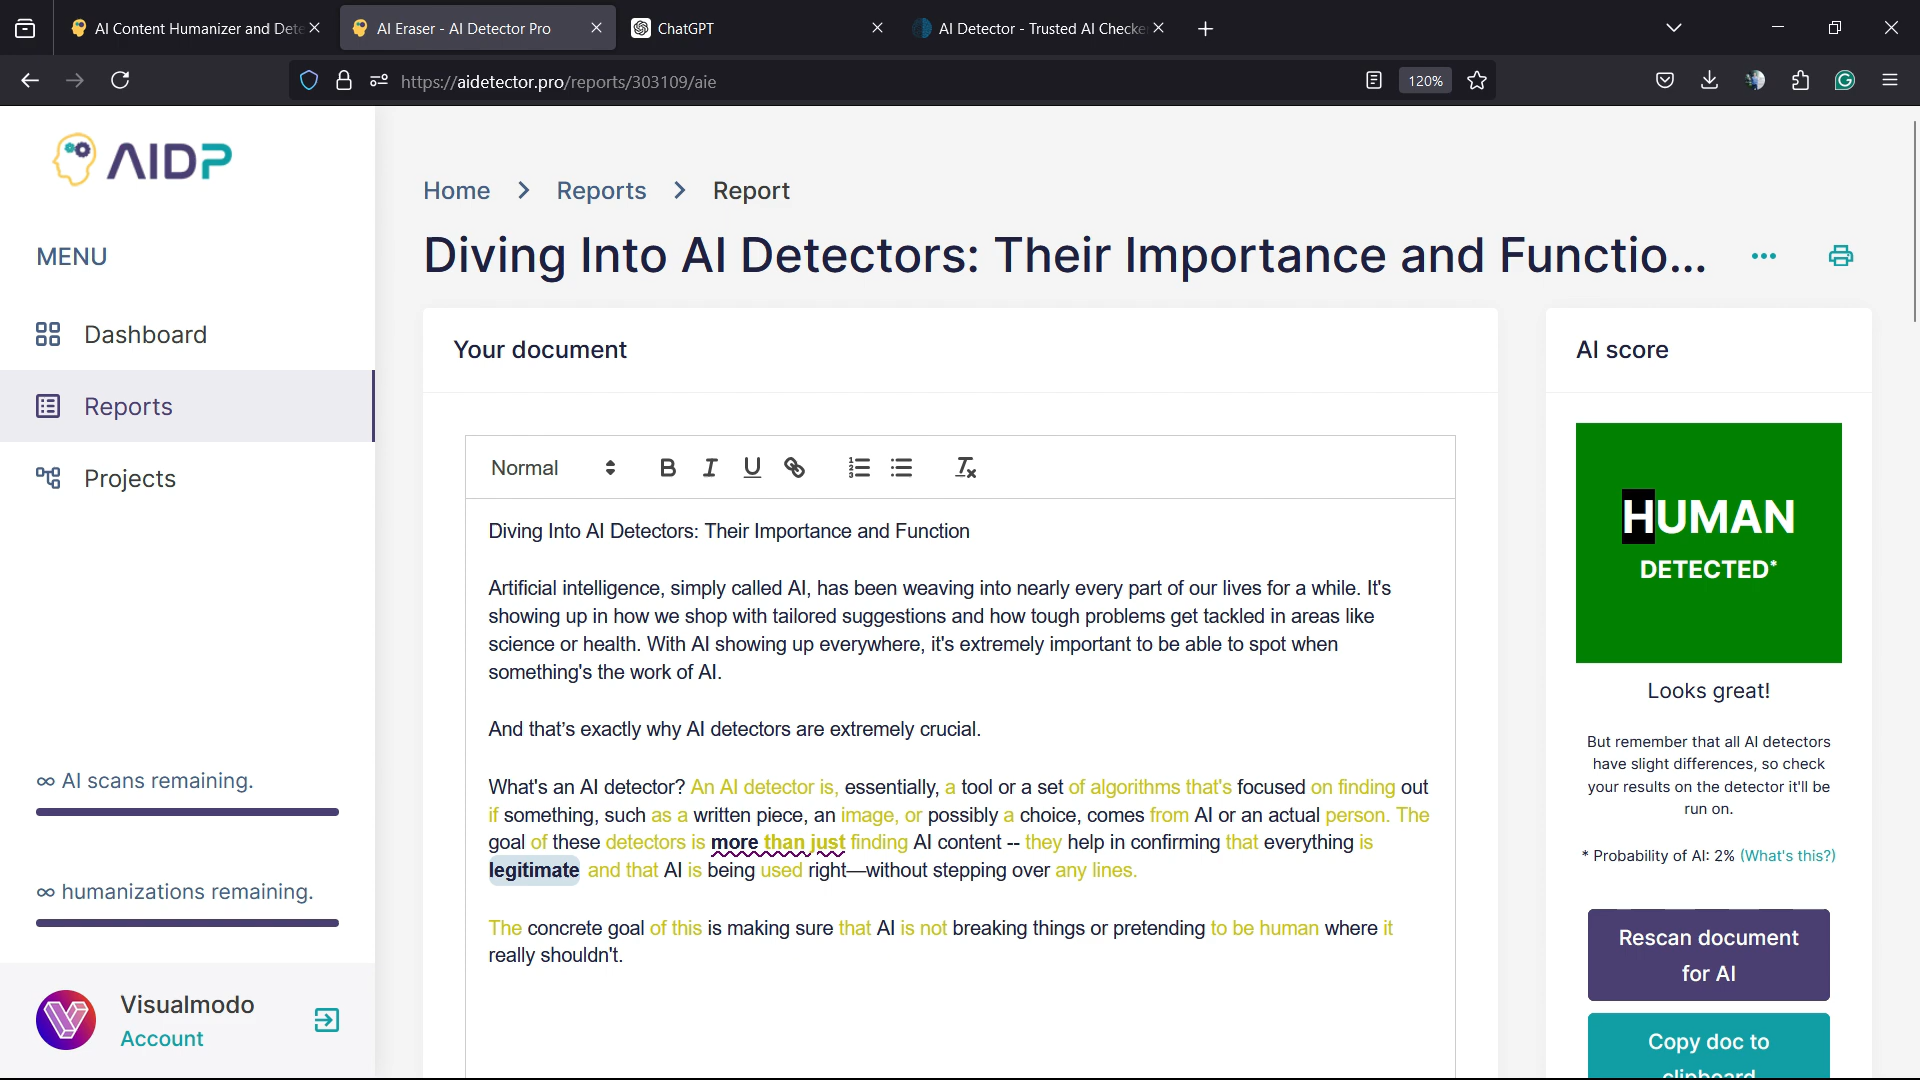 AI Content Humanizer and Dete
AI Eraser - AI Detector Pro
ChatGPT
AI Detector - Trusted AI Checke
https://aidetector.pro/reports/303109/aie
120%
AIDP
MENU
Dashboard
Reports
Projects
∞ AI scans remaining.
∞ humanizations remaining.
Visualmodo
Account
Home > Reports > Report
Diving Into AI Detectors: Their Importance and Functio...
Your document
Normal
Diving Into AI Detectors: Their Importance and Function
Artificial intelligence, simply called AI, has been weaving into nearly every part of our lives for a while. It's
showing up in how we shop with tailored suggestions and how tough problems get tackled in areas like
science or health. With AI showing up everywhere, it's extremely important to be able to spot when
something's the work of AI.
And that’s exactly why AI detectors are extremely crucial.
What's an AI detector? An AI detector is, essentially, a tool or a set of algorithms that's focused on finding out
if something, such as a written piece, an image, or possibly a choice, comes from AI or an actual person. The
goal of these detectors is more than just finding AI content -- they help in confirming that everything is
legitimate and that AI is being used right—without stepping over any lines.
The concrete goal of this is making sure that AI is not breaking things or pretending to be human where it
really shouldn't.
AI score
HUMAN
DETECTED*
Looks great!
But remember that all AI detectors
have slight differences, so check
your results on the detector it'll be
run on.
* Probability of AI: 2% (What's this?)
Rescan document
for AI
Copy doc to
clipboard